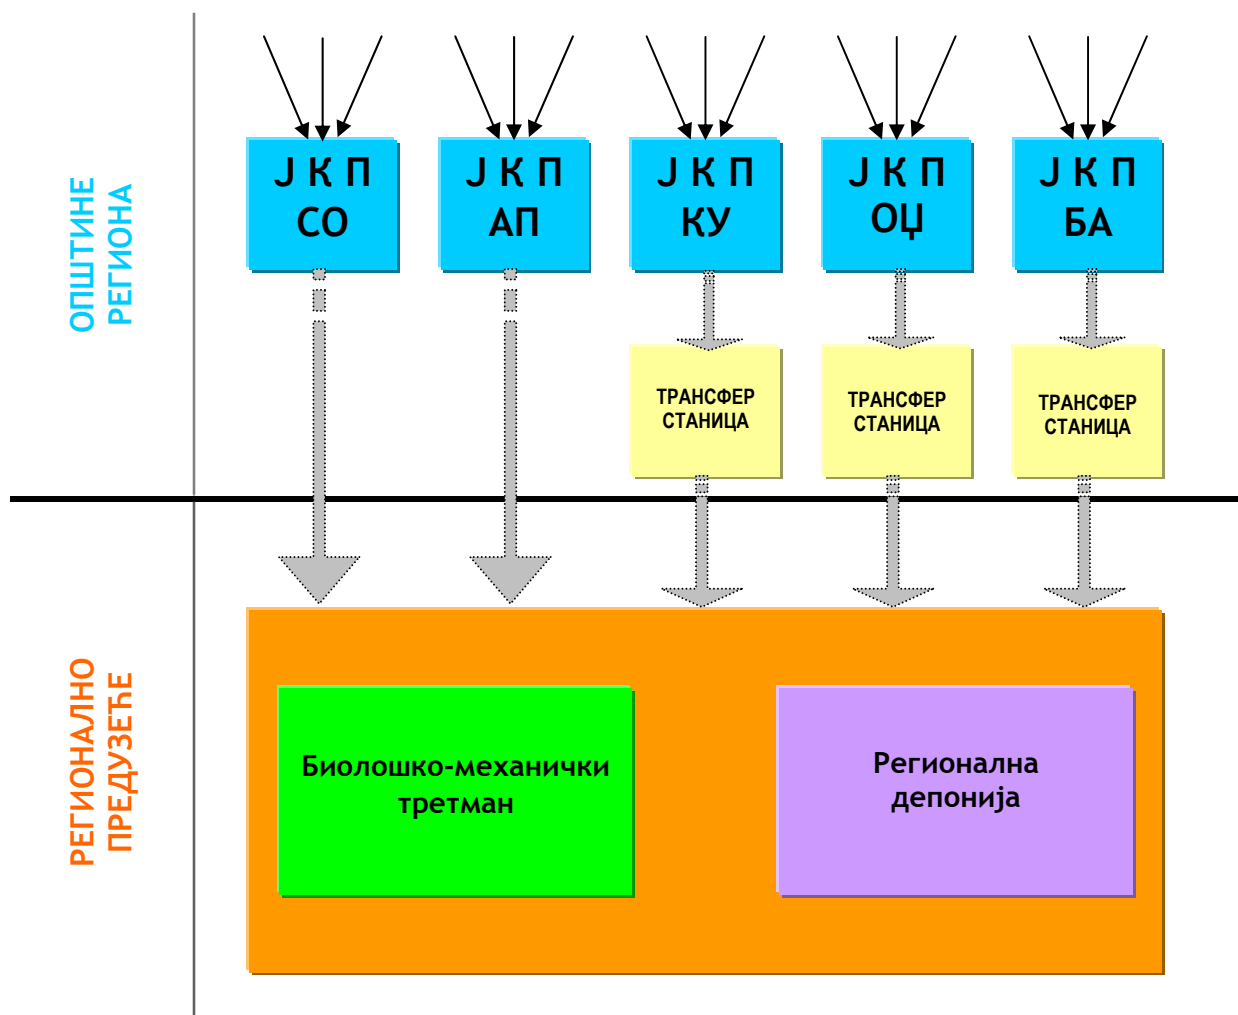 ОПШТИНЕ
РЕГИОНА
Ј К П
СО
Ј К П
АП
Ј К П
КУ
Ј К П
ОЏ
Ј К П
БА
ТРАНСФЕР
СТАНИЦА
ТРАНСФЕР
СТАНИЦА
ТРАНСФЕР
СТАНИЦА
РЕГИОНАЛНО
ПРЕДУЗЕЋЕ
Биолошко-механички
третман
Регионална
депонија